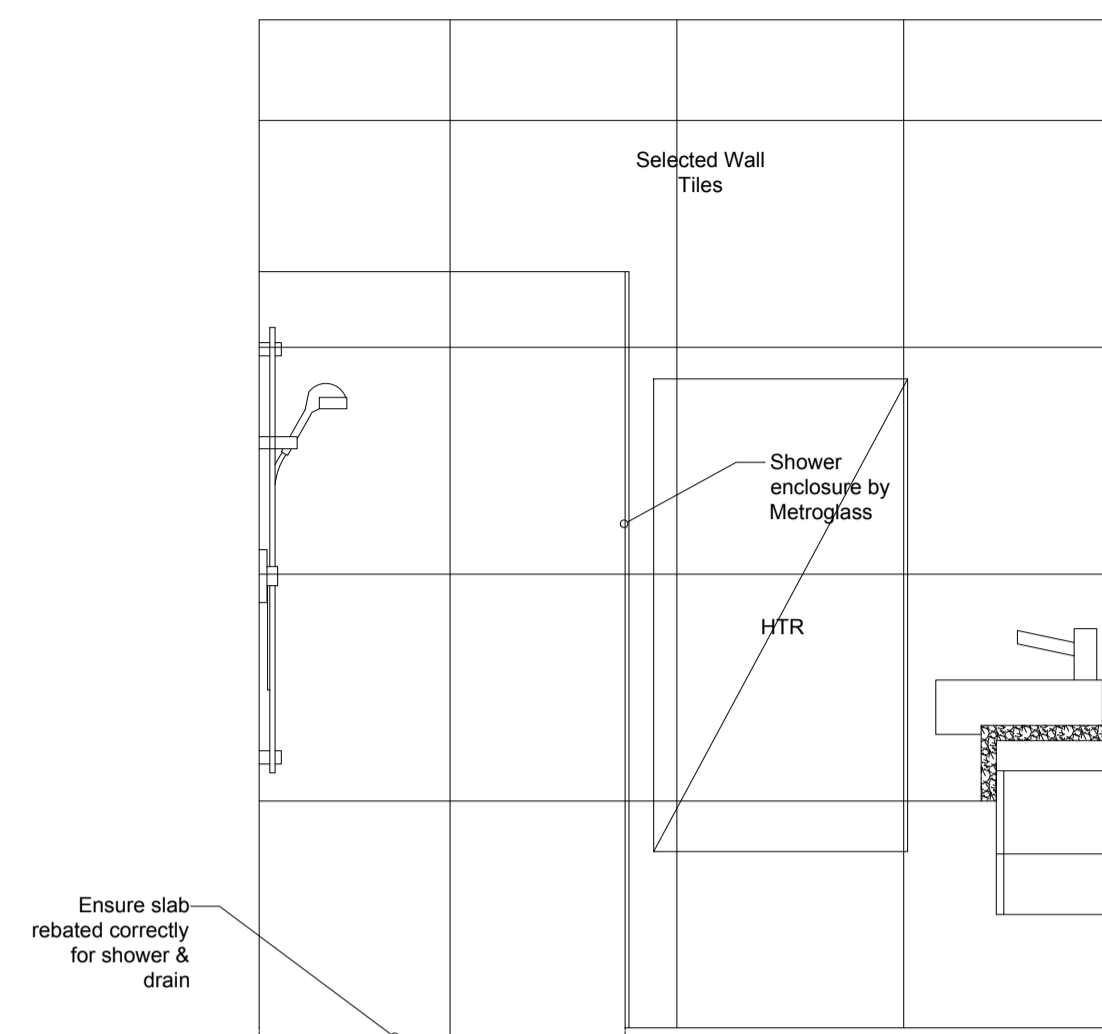 Selected Wall
Tiles
Shower
enclosure by
Metroglass
HTR
Ensure slab
rebated correctly
for shower &
drain